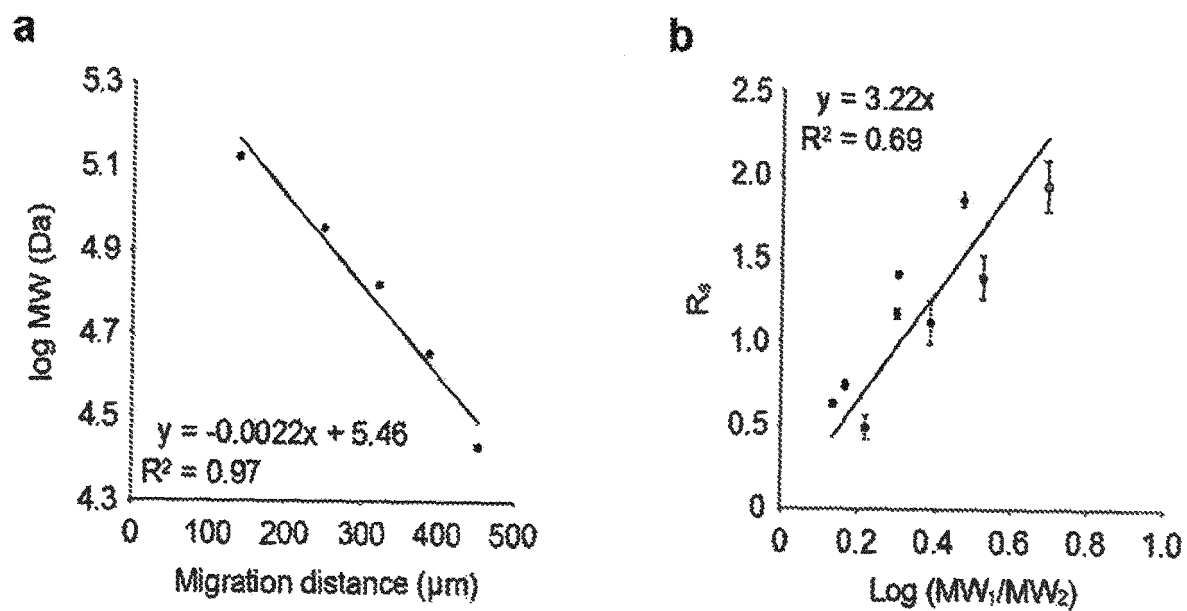 a
5.3
5.1
4.9
4.7
4.5
4.3
log MW (Da)
y = -0.0022x + 5.46
R² = 0.97
0 100 200 300 400 500
Migration distance (µm)
b
2.5
2.0
1.5
1.0
0.5
0
Rs
y = 3.22x
R² = 0.69
0 0.2 0.4 0.6 0.8 1.0
Log (MW₁/MW₂)